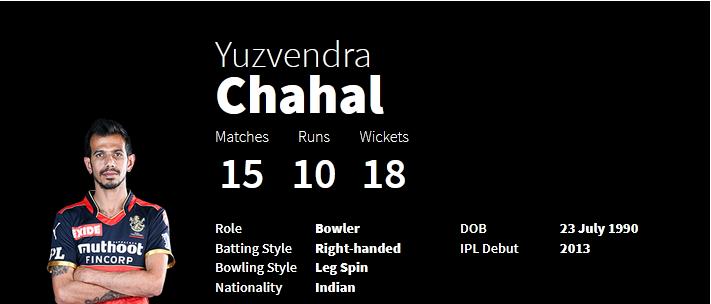 Yuzvendra
Chahal
Matches Runs Wickets
15 10 18
Role Bowler DOB 23 July 1990
Batting Style Right-handed IPL Debut 2013
Bowling Style Leg Spin
Nationality Indian
EXIDE
IPL
muthoot
FINCORP